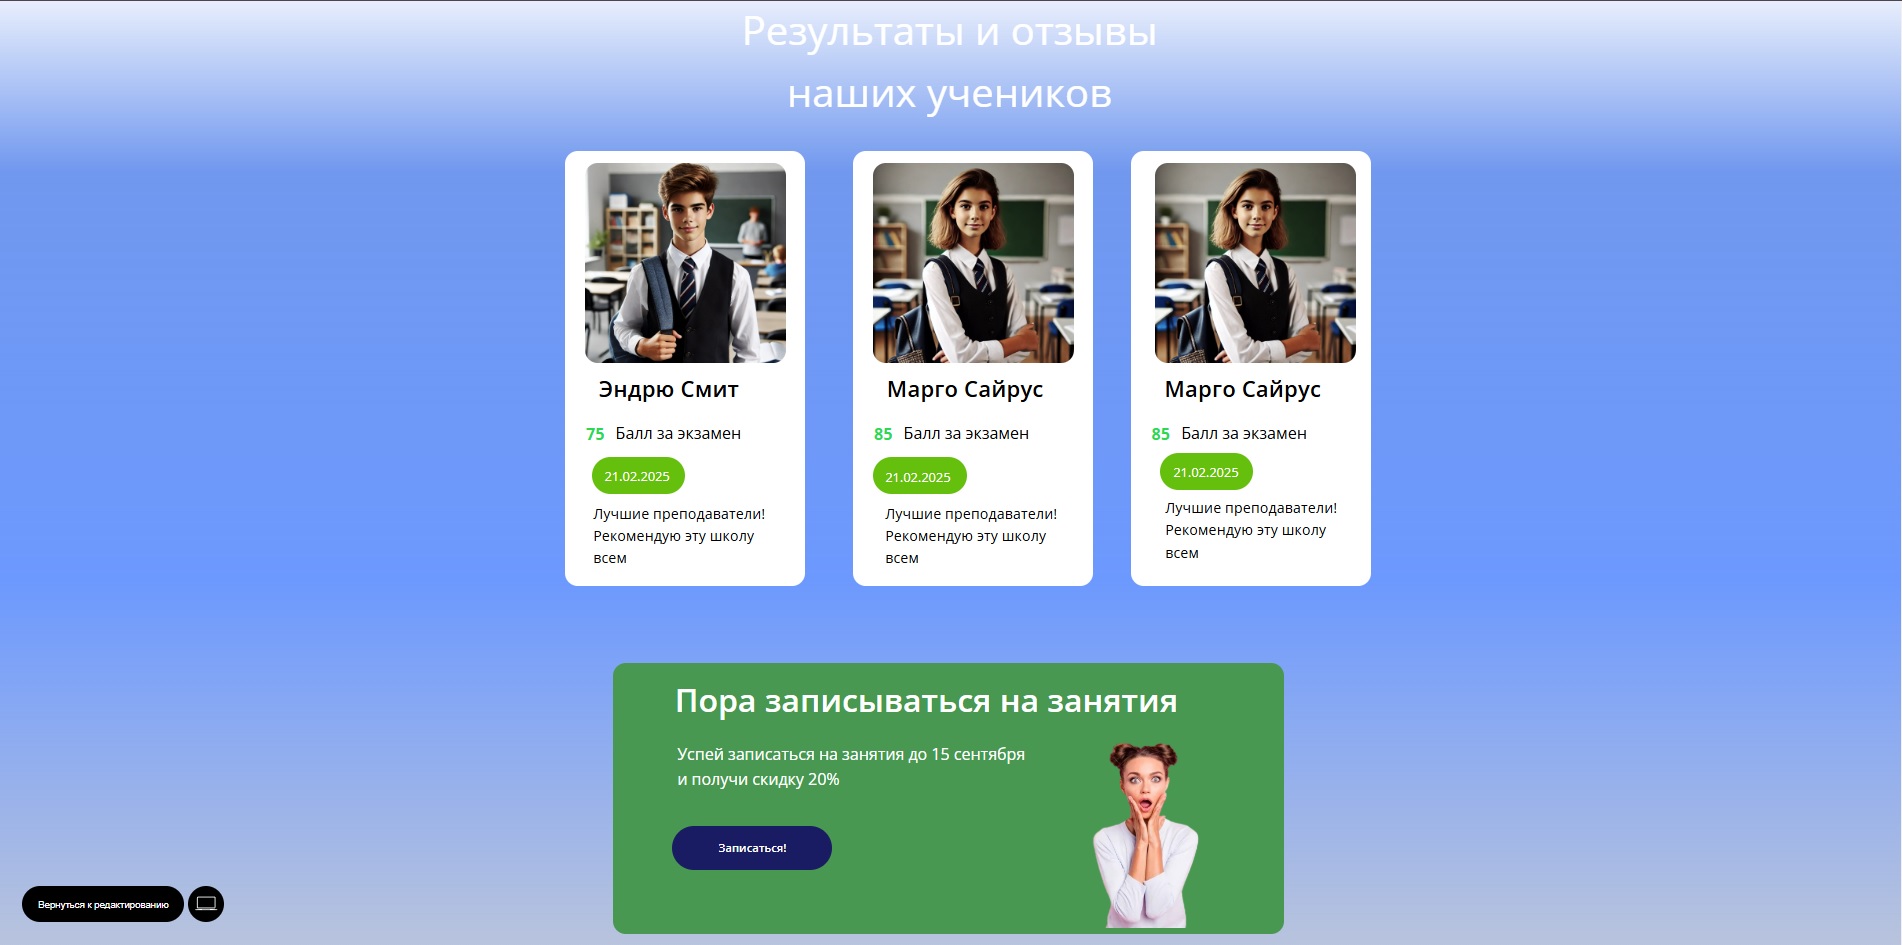 Результаты и отзывы
наших учеников
Эндрю Смит
75 Балл за экзамен
21.02.2025
Лучшие преподаватели!
Рекомендую эту школу
всем
Марго Сайрус
85 Балл за экзамен
21.02.2025
Лучшие преподаватели!
Рекомендую эту школу
всем
Марго Сайрус
85 Балл за экзамен
21.02.2025
Лучшие преподаватели!
Рекомендую эту школу
всем
Пора записываться на занятия
Успей записаться на занятия до 15 сентября
и получи скидку 20%
Записаться!
Вернуться к редактированию